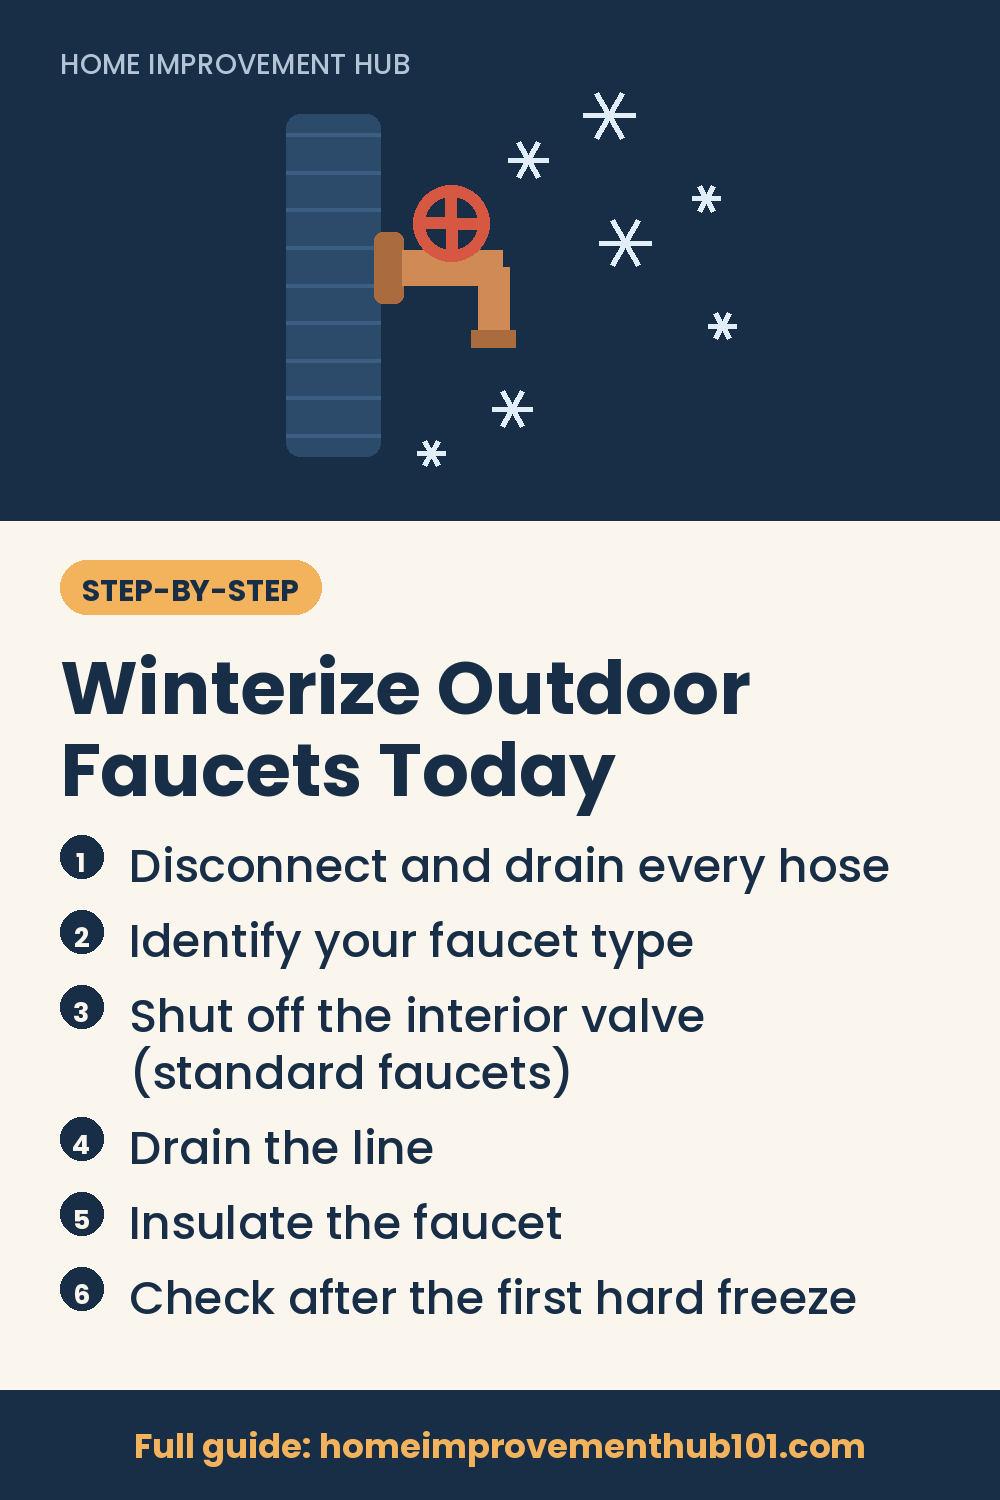 HOME IMPROVEMENT HUB
STEP-BY-STEP
Winterize Outdoor
Faucets Today
1 Disconnect and drain every hose
2 Identify your faucet type
3 Shut off the interior valve
(standard faucets)
4 Drain the line
5 Insulate the faucet
6 Check after the first hard freeze
Full guide: homeimprovementhub101.com